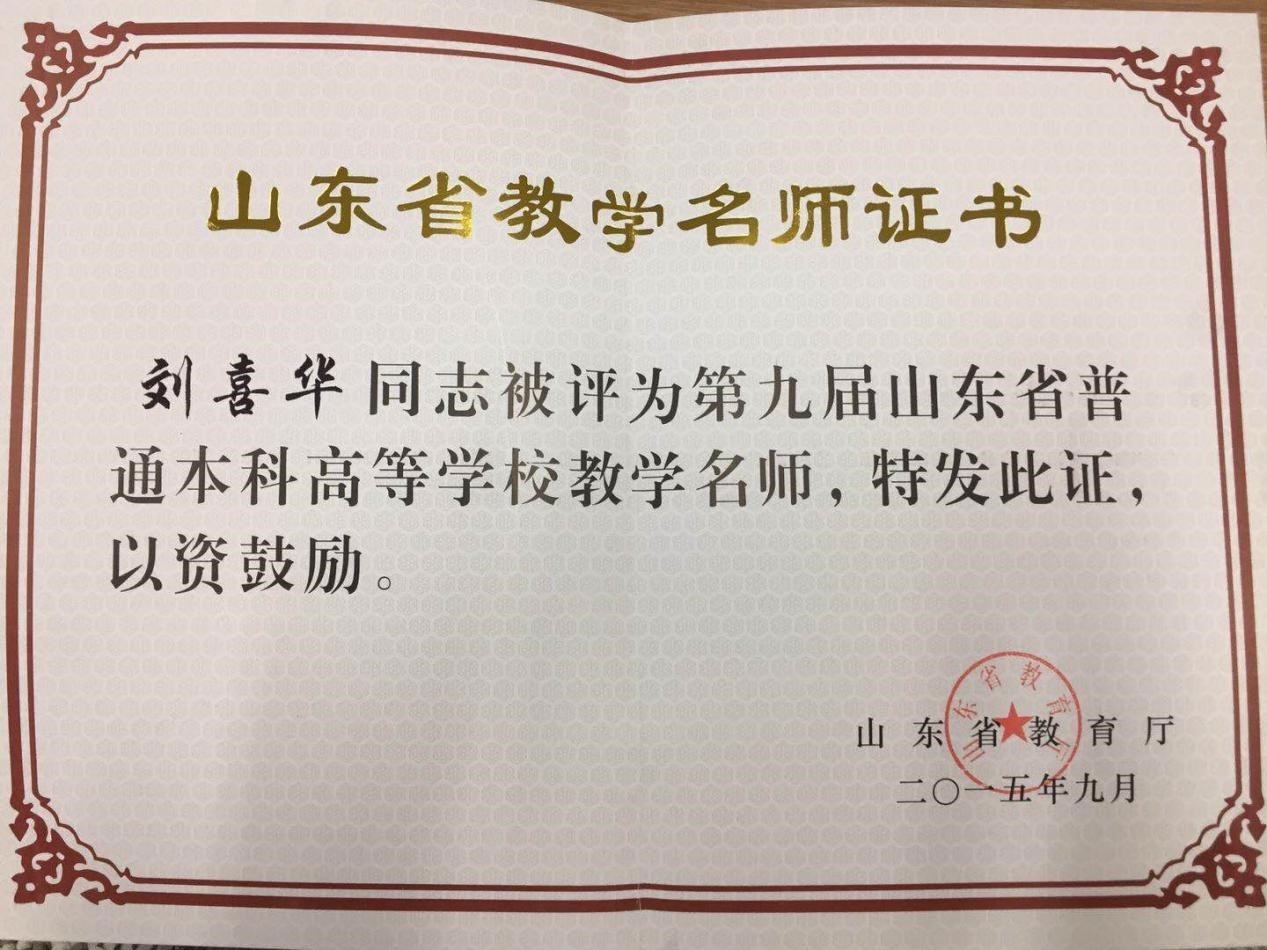 山东省教学名师证书
刘喜华同志被评为第九届山东省普
通本科高等学校教学名师，特发此证，
以资鼓励。
山东省教育厅
山东省教育厅
二〇一五年九月